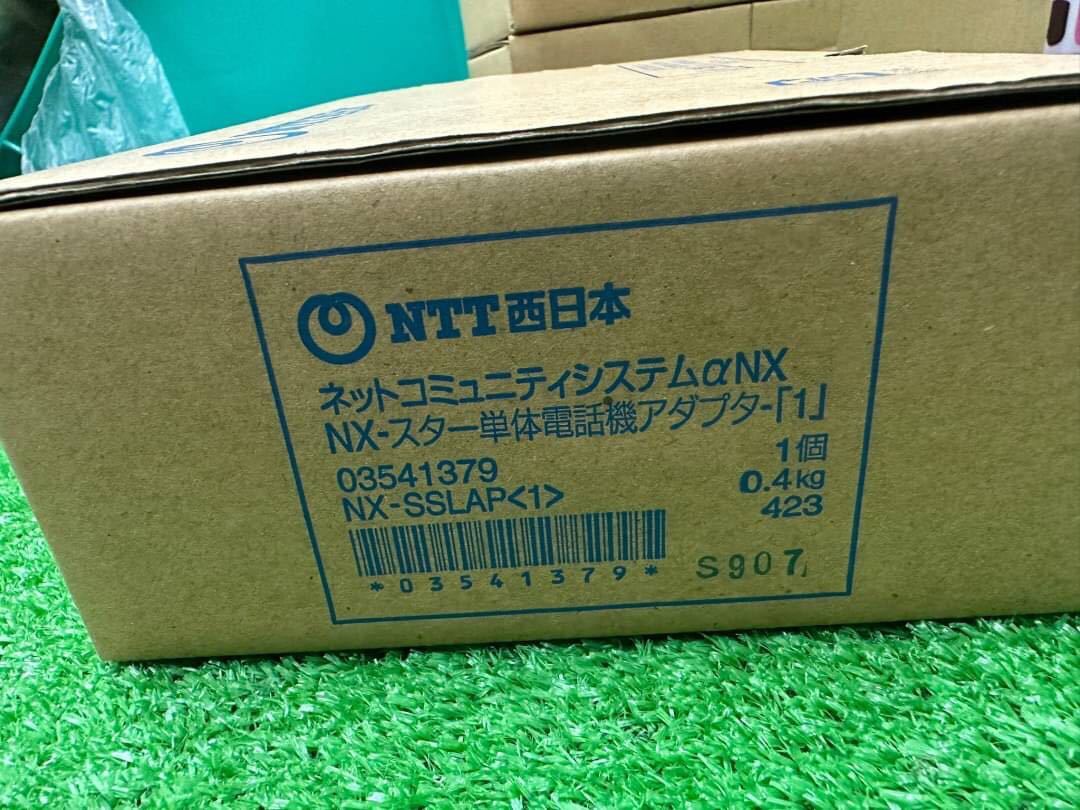 NTT西日本
ネットコミュニティシステムαNX
NX-スター単体電話機アダプタ-「1」
03541379 1個
NX-SSLAP<1> 0.4kg
423
*03541379* S907